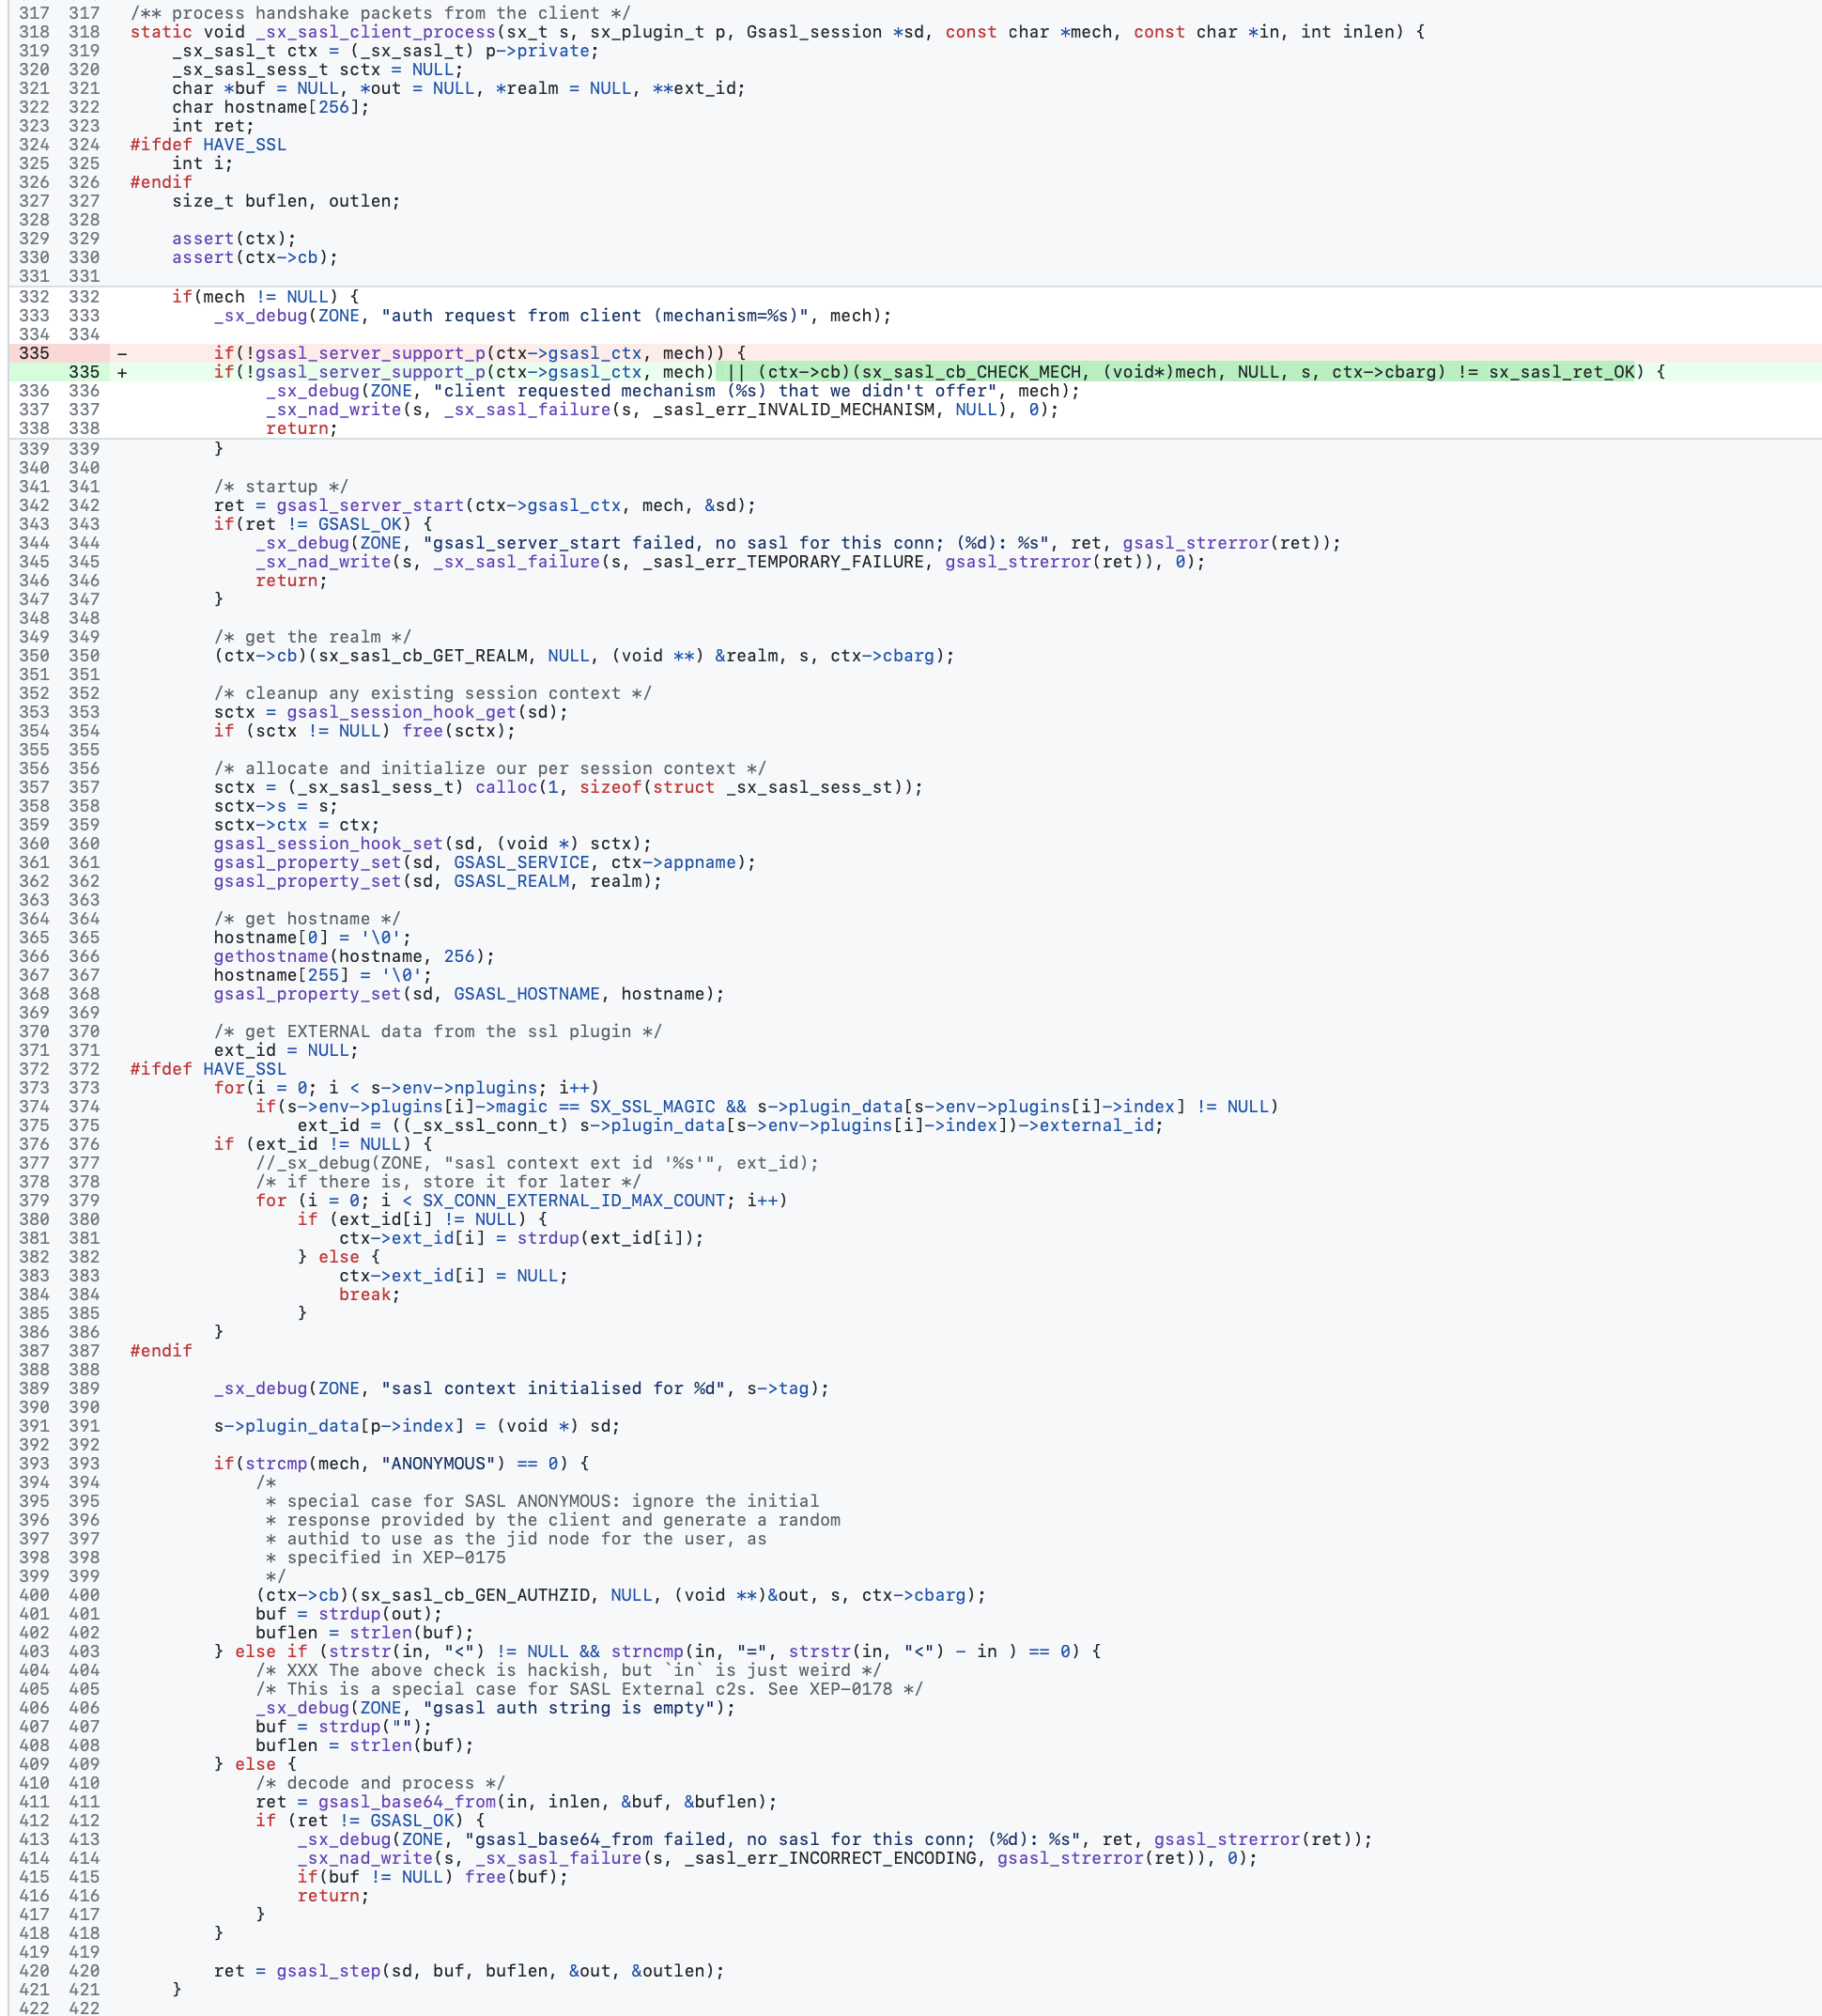 317 317 /** process handshake packets from the client */
318 318 static void _sx_sasl_client_process(sx_t s, sx_plugin_t p, Gsasl_session *sd, const char *mech, const char *in, int inlen) {
319 319 _sx_sasl_t ctx = (_sx_sasl_t) p->private;
320 320 _sx_sasl_sess_t sctx = NULL;
321 321 char *buf = NULL, *out = NULL, *realm = NULL, **ext_id;
322 322 char hostname[256];
323 323 int ret;
324 324 #ifdef HAVE_SSL
325 325 int i;
326 326 #endif
327 327 size_t buflen, outlen;
328 328
329 329 assert(ctx);
330 330 assert(ctx->cb);
331 331
332 332 if(mech != NULL) {
333 333 _sx_debug(ZONE, "auth request from client (mechanism=%s)", mech);
334 334
335 - if(!gsasl_server_support_p(ctx->gsasl_ctx, mech)) {
335 + if(!gsasl_server_support_p(ctx->gsasl_ctx, mech) || (ctx->cb)(sx_sasl_cb_CHECK_MECH, (void*)mech, NULL, s, ctx->cbarg) != sx_sasl_ret_OK) {
336 336 _sx_debug(ZONE, "client requested mechanism (%s) that we didn't offer", mech);
337 337 _sx_nad_write(s, _sx_sasl_failure(s, _sasl_err_INVALID_MECHANISM, NULL), 0);
338 338 return;
339 339 }
340 340
341 341 /* startup */
342 342 ret = gsasl_server_start(ctx->gsasl_ctx, mech, &sd);
343 343 if(ret != GSASL_OK) {
344 344 _sx_debug(ZONE, "gsasl_server_start failed, no sasl for this conn; (%d): %s", ret, gsasl_strerror(ret));
345 345 _sx_nad_write(s, _sx_sasl_failure(s, _sasl_err_TEMPORARY_FAILURE, gsasl_strerror(ret)), 0);
346 346 return;
347 347 }
348 348
349 349 /* get the realm */
350 350 (ctx->cb)(sx_sasl_cb_GET_REALM, NULL, (void **) &realm, s, ctx->cbarg);
351 351
352 352 /* cleanup any existing session context */
353 353 sctx = gsasl_session_hook_get(sd);
354 354 if (sctx != NULL) free(sctx);
355 355
356 356 /* allocate and initialize our per session context */
357 357 sctx = (_sx_sasl_sess_t) calloc(1, sizeof(struct _sx_sasl_sess_st));
358 358 sctx->s = s;
359 359 sctx->ctx = ctx;
360 360 gsasl_session_hook_set(sd, (void *) sctx);
361 361 gsasl_property_set(sd, GSASL_SERVICE, ctx->appname);
362 362 gsasl_property_set(sd, GSASL_REALM, realm);
363 363
364 364 /* get hostname */
365 365 hostname[0] = '\0';
366 366 gethostname(hostname, 256);
367 367 hostname[255] = '\0';
368 368 gsasl_property_set(sd, GSASL_HOSTNAME, hostname);
369 369
370 370 /* get EXTERNAL data from the ssl plugin */
371 371 ext_id = NULL;
372 372 #ifdef HAVE_SSL
373 373 for(i = 0; i < s->env->nplugins; i++)
374 374 if(s->env->plugins[i]->magic == SX_SSL_MAGIC && s->plugin_data[s->env->plugins[i]->index] != NULL)
375 375 ext_id = ((_sx_ssl_conn_t) s->plugin_data[s->env->plugins[i]->index])->external_id;
376 376 if (ext_id != NULL) {
377 377 //_sx_debug(ZONE, "sasl context ext id '%s'", ext_id);
378 378 /* if there is, store it for later */
379 379 for (i = 0; i < SX_CONN_EXTERNAL_ID_MAX_COUNT; i++)
380 380 if (ext_id[i] != NULL) {
381 381 ctx->ext_id[i] = strdup(ext_id[i]);
382 382 } else {
383 383 ctx->ext_id[i] = NULL;
384 384 break;
385 385 }
386 386 }
387 387 #endif
388 388
389 389 _sx_debug(ZONE, "sasl context initialised for %d", s->tag);
390 390
391 391 s->plugin_data[p->index] = (void *) sd;
392 392
393 393 if(strcmp(mech, "ANONYMOUS") == 0) {
394 394 /*
395 395 * special case for SASL ANONYMOUS: ignore the initial
396 396 * response provided by the client and generate a random
397 397 * authid to use as the jid node for the user, as
398 398 * specified in XEP-0175
399 399 */
400 400 (ctx->cb)(sx_sasl_cb_GEN_AUTHZID, NULL, (void **)&out, s, ctx->cbarg);
401 401 buf = strdup(out);
402 402 buflen = strlen(buf);
403 403 } else if (strstr(in, "<") != NULL && strncmp(in, "=", strstr(in, "<") - in ) == 0) {
404 404 /* XXX The above check is hackish, but `in` is just weird */
405 405 /* This is a special case for SASL External c2s. See XEP-0178 */
406 406 _sx_debug(ZONE, "gsasl auth string is empty");
407 407 buf = strdup("");
408 408 buflen = strlen(buf);
409 409 } else {
410 410 /* decode and process */
411 411 ret = gsasl_base64_from(in, inlen, &buf, &buflen);
412 412 if (ret != GSASL_OK) {
413 413 _sx_debug(ZONE, "gsasl_base64_from failed, no sasl for this conn; (%d): %s", ret, gsasl_strerror(ret));
414 414 _sx_nad_write(s, _sx_sasl_failure(s, _sasl_err_INCORRECT_ENCODING, gsasl_strerror(ret)), 0);
415 415 if(buf != NULL) free(buf);
416 416 return;
417 417 }
418 418 }
419 419
420 420 ret = gsasl_step(sd, buf, buflen, &out, &outlen);
421 421 }
422 422